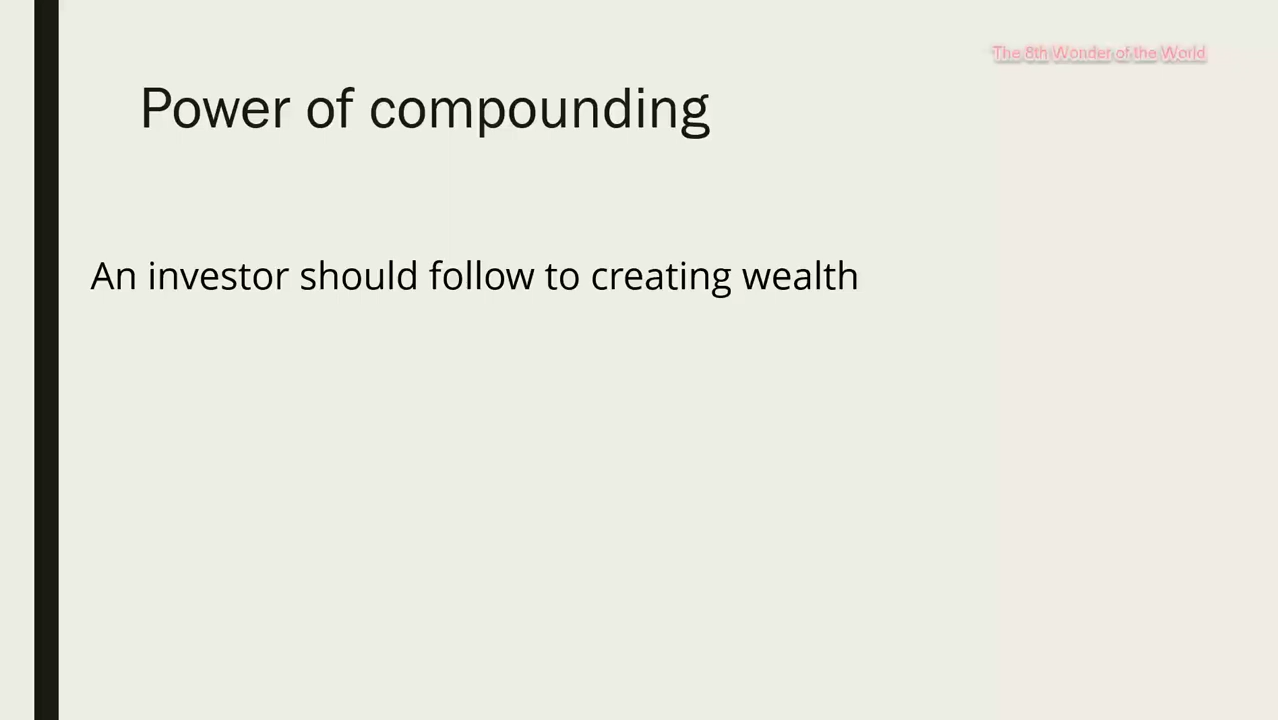 The 8th Wonder of the World
Power of compounding
An investor should follow to creating wealth